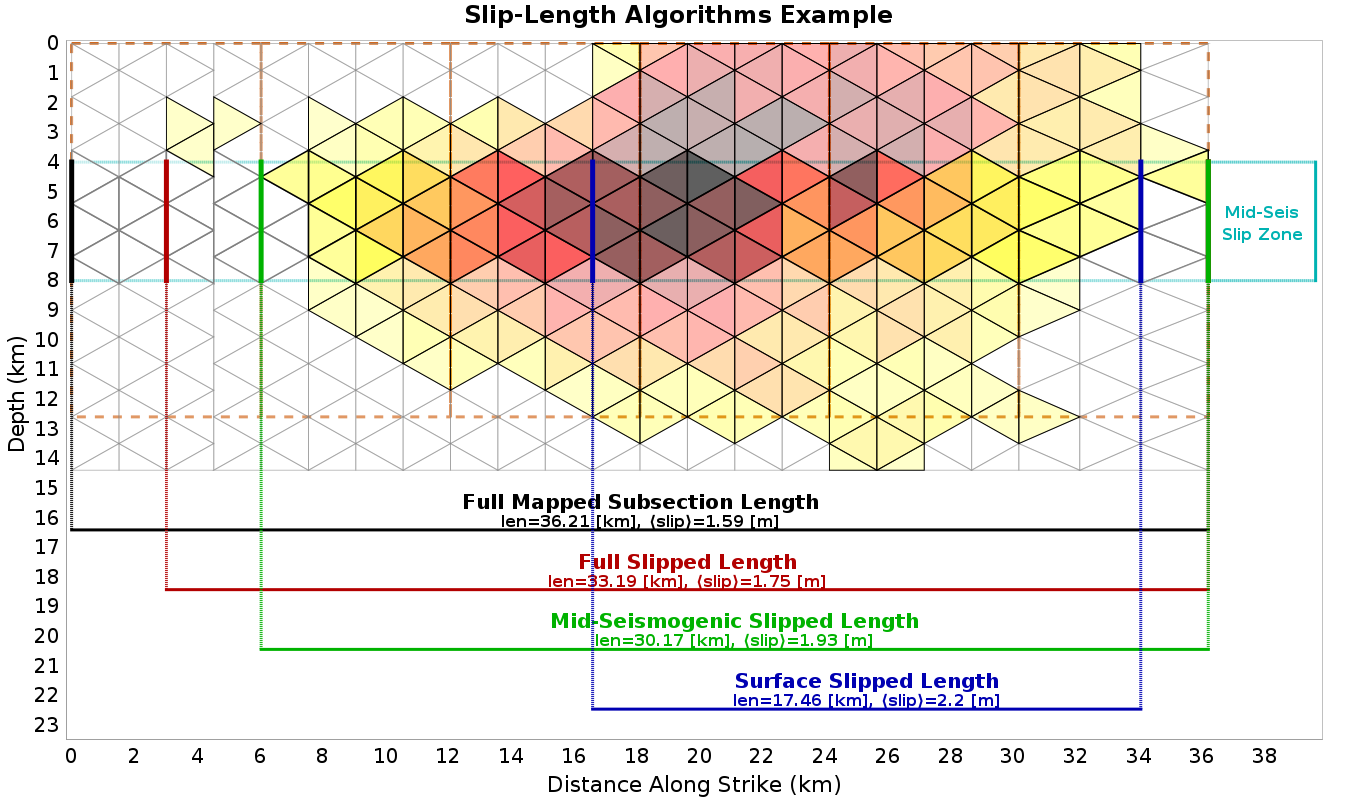 Slip-Length Algorithms Example
0
1
2
3
4
5
6
7
8
9
10
11
12
13
14
15
16
17
18
19
20
21
22
23
Depth (km)
Mid-Seis
Slip Zone
Full Mapped Subsection Length
len=36.21 [km], ⟨slip⟩=1.59 [m]
Full Slipped Length
len=33.19 [km], ⟨slip⟩=1.75 [m]
Mid-Seismogenic Slipped Length
len=30.17 [km], ⟨slip⟩=1.93 [m]
Surface Slipped Length
len=17.46 [km], ⟨slip⟩=2.2 [m]
0 2 4 6 8 10 12 14 16 18 20 22 24 26 28 30 32 34 36 38
Distance Along Strike (km)